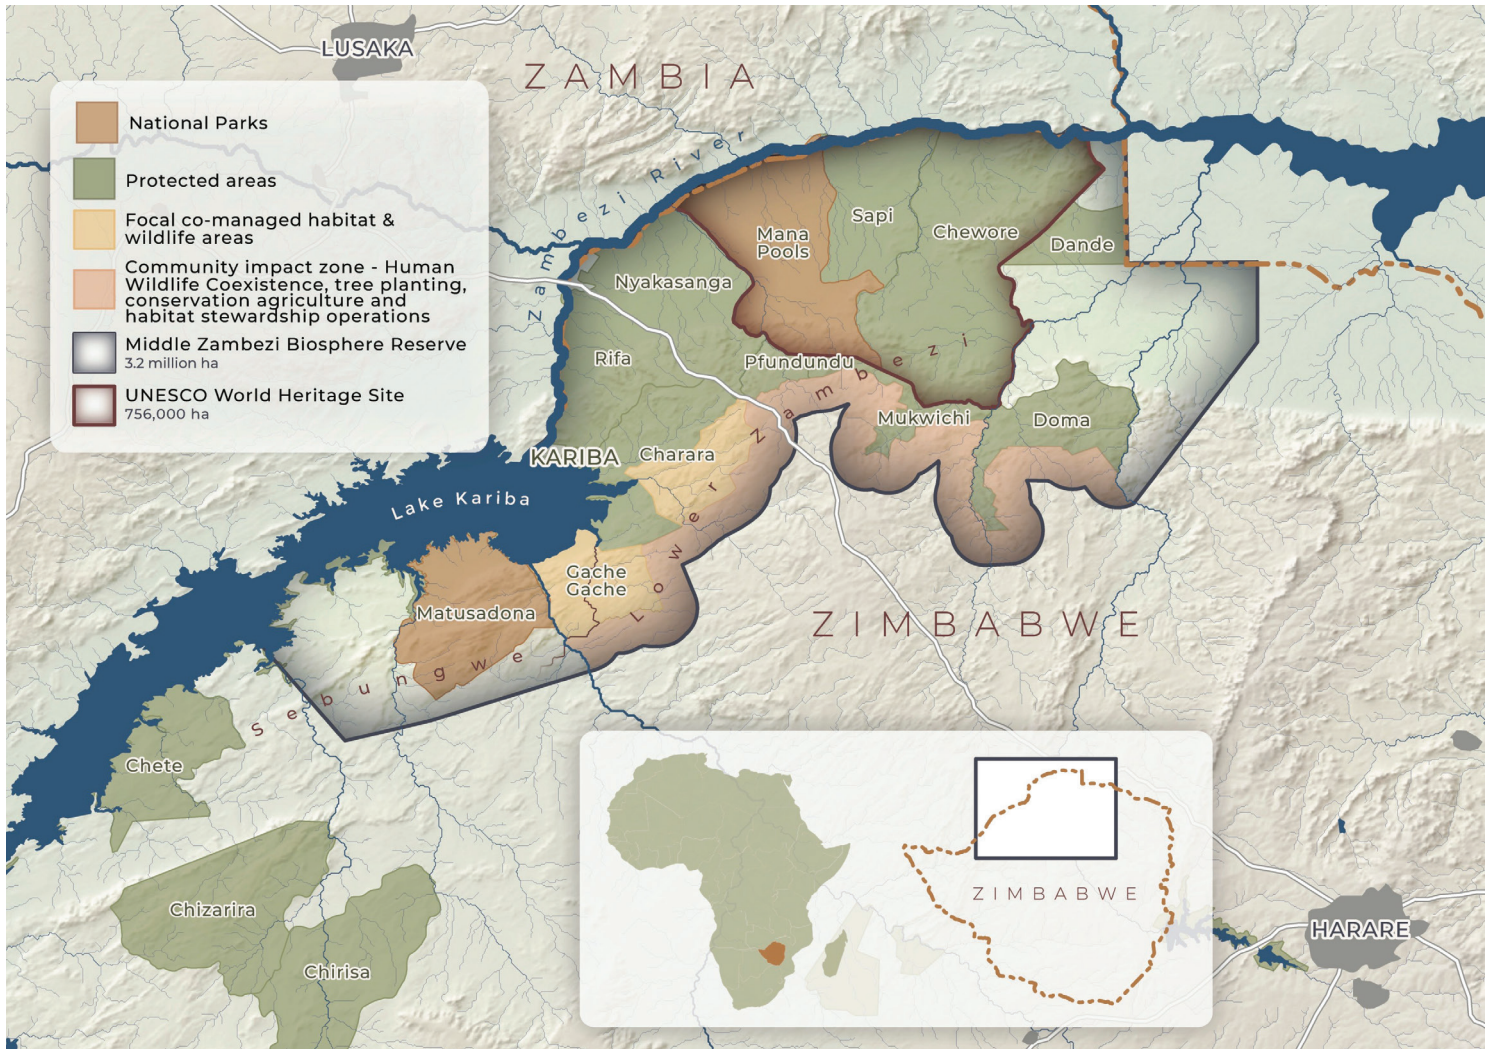 LUSAKA
ZAMBIA
National Parks
Protected areas
Focal co-managed habitat &
wildlife areas
Community impact zone - Human
Wildlife Coexistence, tree planting,
conservation agriculture and
habitat stewardship operations
Middle Zambezi Biosphere Reserve
3.2 million ha
UNESCO World Heritage Site
756,000 ha
Zambezi River
Mana
Pools
Sapi
Chewore
Dande
Nyakasanga
Rifa
Pfundundu
Mukwichi
Doma
KARIBA
Charara
Lake Kariba
Lower Zambezi
Gache
Gache
Matusadona
Sebungwe
ZIMBABWE
Chete
Chizarira
Chirisa
ZIMBABWE
HARARE